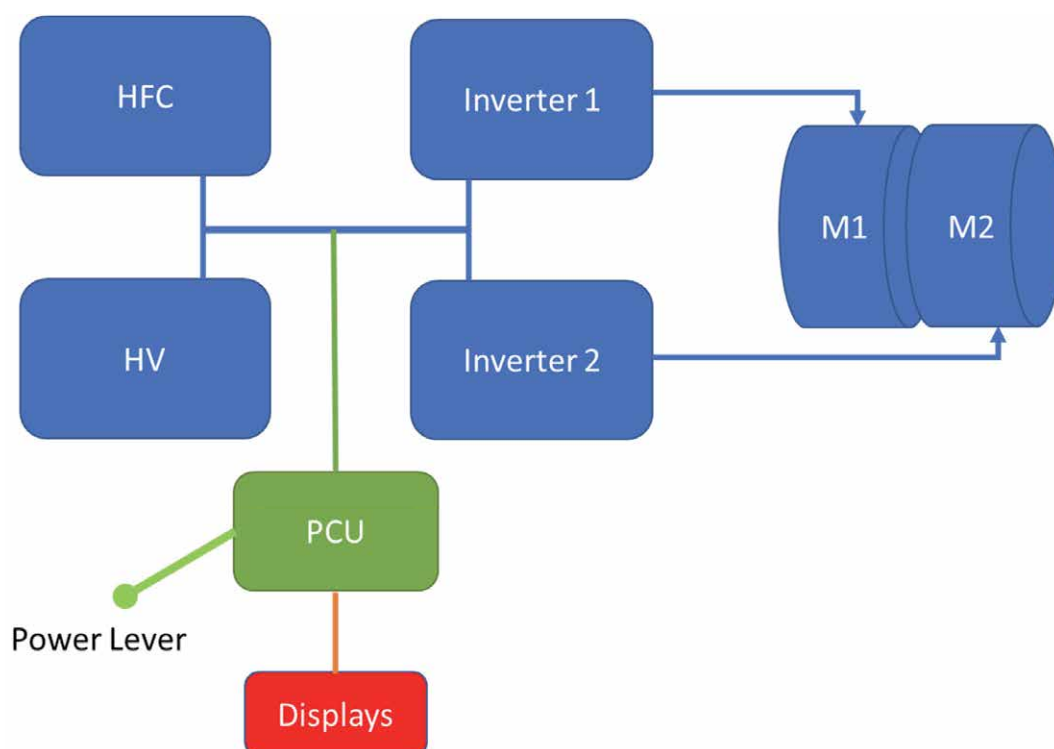 HFC
Inverter 1
M1
M2
HV
Inverter 2
PCU
Power Lever
Displays